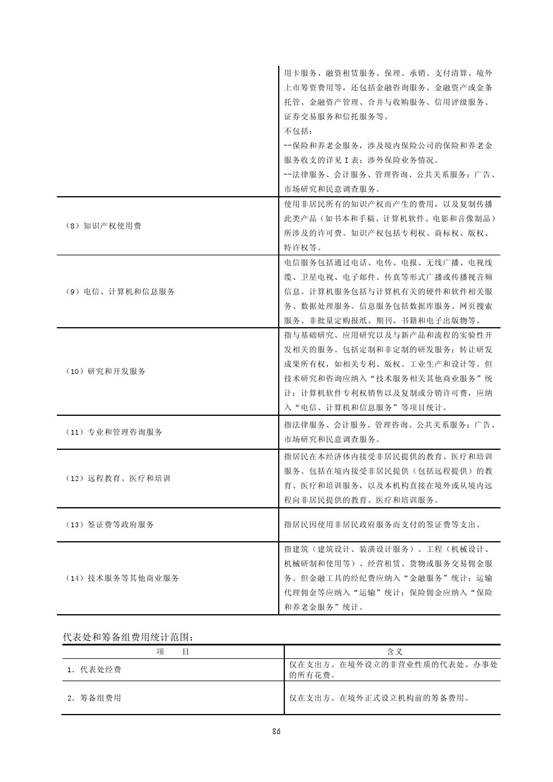 用卡服务、融资租赁服务、保理、承销、支付清算、境外
上市筹资费用等，还包括金融咨询服务、金融资产或金条
托管、金融资产管理、合并与收购服务、信用评级服务、
证券交易服务和信托服务等。
不包括：
--保险和养老金服务，涉及境内保险公司的保险和养老金
服务收支的详见 I 表：涉外保险业务情况。
--法律服务、会计服务、管理咨询、公共关系服务；广告、
市场研究和民意调查服务。
（8）知识产权使用费
使用非居民所有的知识产权而产生的费用，以及复制传播
此类产品（如书本和手稿、计算机软件、电影和音像制品）
所涉及的许可费。知识产权包括专利权、商标权、版权、
特许权等。
（9）电信、计算机和信息服务
电信服务包括通过电话、电传、电报、无线广播、电视线
缆、卫星电视、电子邮件、传真等形式广播或传播视音频
信息。计算机服务包括与计算机有关的硬件和软件相关服
务、数据处理服务。信息服务包括数据库服务、网页搜索
服务、非批量定购报纸、期刊、书籍和电子出版物等。
（10）研究和开发服务
指与基础研究、应用研究以及与新产品和流程的实验性开
发相关的服务。包括定制和非定制的研发服务；转让研发
成果所有权，如相关专利、版权、工业生产和设计等。但
技术研究和咨询应纳入“技术服务相关其他商业服务”统
计；计算机软件专利权销售以及复制或分销许可费，应纳
入“电信、计算机和信息服务”等项目统计。
（11）专业和管理咨询服务
指法律服务、会计服务、管理咨询、公共关系服务；广告、
市场研究和民意调查服务。
（12）远程教育、医疗和培训
指居民在本经济体内接受非居民提供的教育、医疗和培训
服务。包括在境内接受非居民提供（包括远程提供）的教
育、医疗和培训服务，以及本机构直接在境外或从境内远
程向非居民提供的教育、医疗和培训服务。
（13）签证费等政府服务
指居民因使用非居民政府服务而支付的签证费等支出。
（14）技术服务等其他商业服务
指建筑（建筑设计、装潢设计服务）、工程（机械设计、
机械研制和使用等）、经营租赁、货物或服务交易佣金服
务。但金融工具的经纪费应纳入“金融服务”统计；运输
代理佣金等应纳入“运输”统计；保险佣金应纳入“保险
和养老金服务”统计。
代表处和筹备组费用统计范围：
项 目
含义
1．代表处经费
仅在支出方。在境外设立的非营业性质的代表处、办事处
的所有花费。
2．筹备组费用
仅在支出方。在境外正式设立机构前的筹备费用。
86